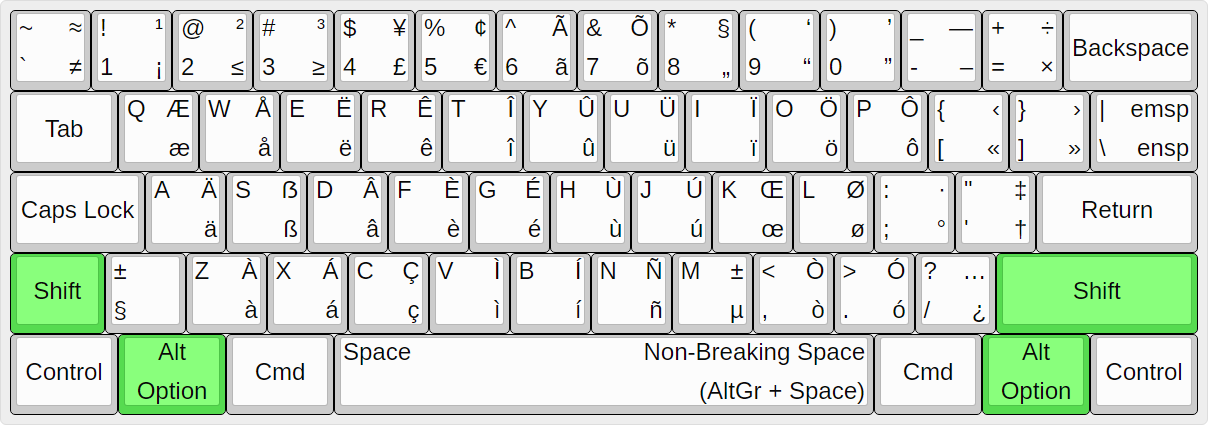 ~ ≈ ! ¹ @ ² # ³ $ ¥ % ¢ ^ Ã & Õ * § ( ‘ ) ’ _ — + ÷ Backspace
` ≠ 1 ¡ 2 ≤ 3 ≥ 4 £ 5 € 6 ã 7 õ 8 „ 9 “ 0 ” - – = ×
Tab Q Æ W Å E Ë R Ê T Î Y Û U Ü I Ï O Ö P Ô { ‹ } › | emsp
æ å ë ê î û ü ï ö ô [ « ] » \ ensp
Caps Lock A Ä S ẞ D Â F È G É H Ù J Ú K Œ L Ø : · " ‡ Return
ä ß â è é ù ú œ ø ; ° ' †
Shift ± Z À X Á C Ç V Ì B Í N Ñ M ± < Ò > Ó ? … Shift
§ à á ç ì í ñ µ , ò . ó / ¿
Control Alt Cmd Space Non-Breaking Space Cmd Alt Control
Option (AltGr + Space) Option